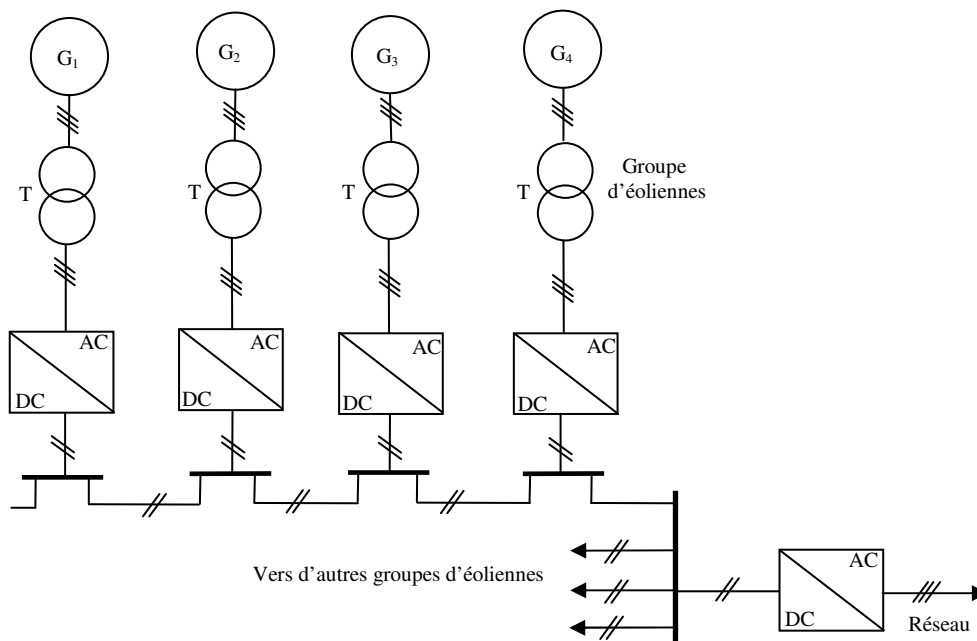 G₁
G₂
G₃
G₄
T
T
T
T
Groupe
d'éoliennes
AC
DC
AC
DC
AC
DC
AC
DC
Vers d'autres groupes d'éoliennes
AC
DC
Réseau